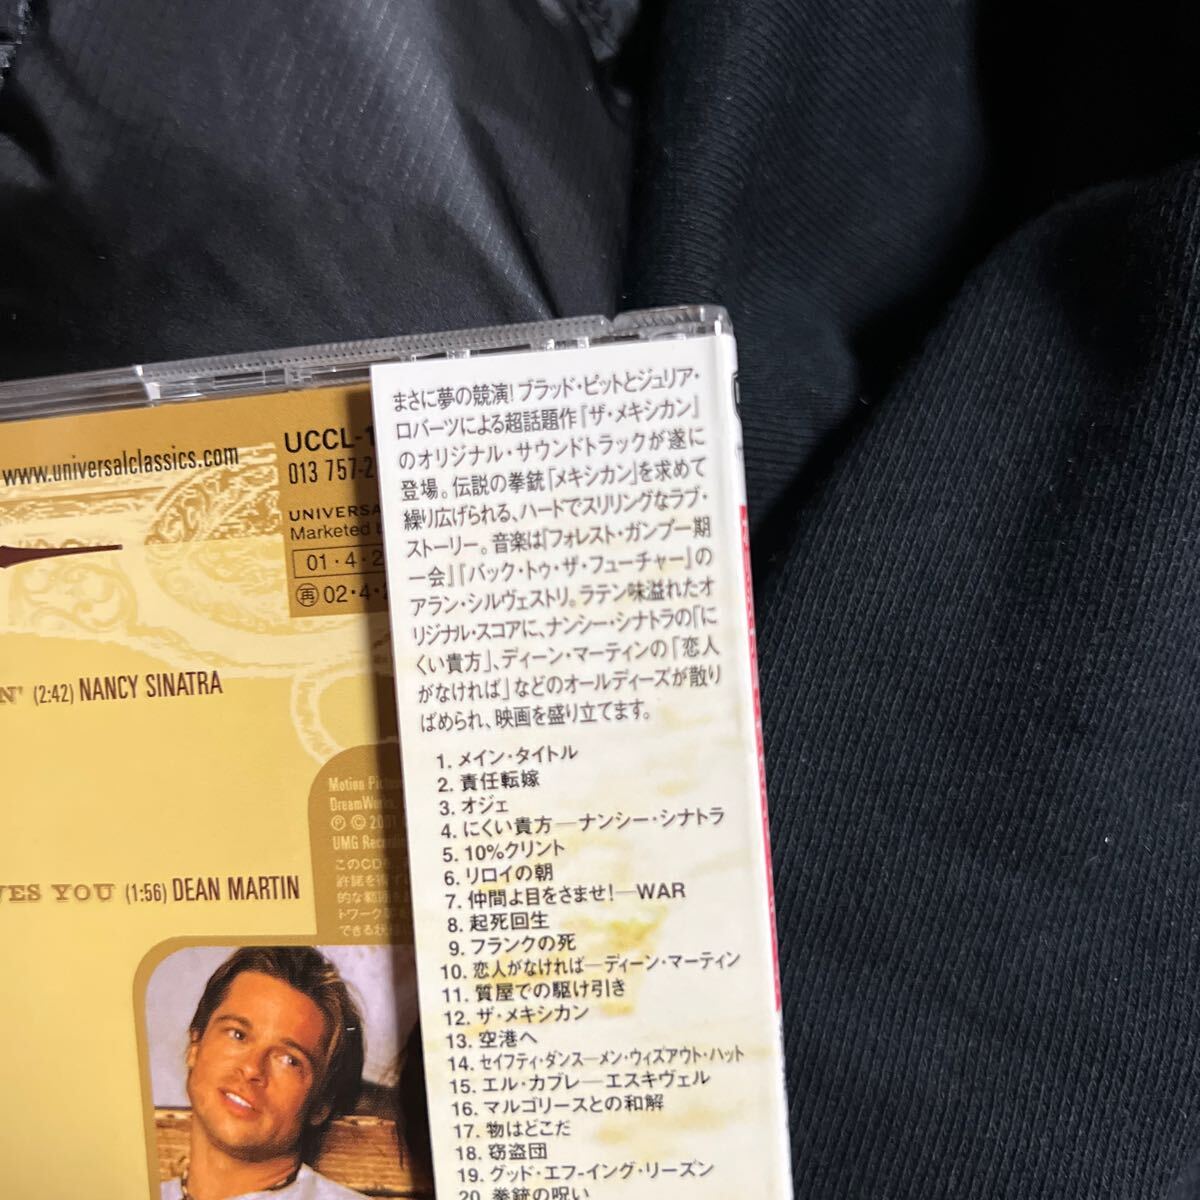 www.universalclassics.com
UCCL-1
013 757-2
UNIVERSA
Marketed
01・4・2
再 02・4・2
(2:42) NANCY SINATRA
YES YOU (1:56) DEAN MARTIN
Motion Pictu
DreamWorks
Ⓟ © 2001
UMG Recor
このCDを
許諾を得
的な範囲を
トワーク等
できるよ
まさに夢の競演!ブラッド・ピットとジュリア・
ロバーツによる超話題作『ザ・メキシカン』
のオリジナル・サウンドトラックが遂に
登場。伝説の拳銃「メキシカン」を求めて
繰り広げられる、ハードでスリリングなラブ・
ストーリー。音楽は『フォレスト・ガンプ一期
一会』『バック・トゥ・ザ・フューチャー』の
アラン・シルヴェストリ。ラテン味溢れたオ
リジナル・スコアに、ナンシー・シナトラの「に
くい貴方」、ディーン・マーティンの「恋人
がなければ」などのオールディーズが散り
ばめられ、映画を盛り立てます。
1. メイン・タイトル
2. 責任転嫁
3. オジェ
4. にくい貴方―ナンシー・シナトラ
5. 10%クリント
6. リロイの朝
7. 仲間よ目をさませ!―WAR
8. 起死回生
9. フランクの死
10. 恋人がなければ―ディーン・マーティン
11. 質屋での駆け引き
12. ザ・メキシカン
13. 空港へ
14. セイフティ・ダンス―メン・ウィズアウト・ハット
15. エル・カブレ―エスキヴェル
16. マルゴリースとの和解
17. 物はどこだ
18. 窃盗団
19. グッド・エフ-イング・リーズン
20. 拳銃の呪い